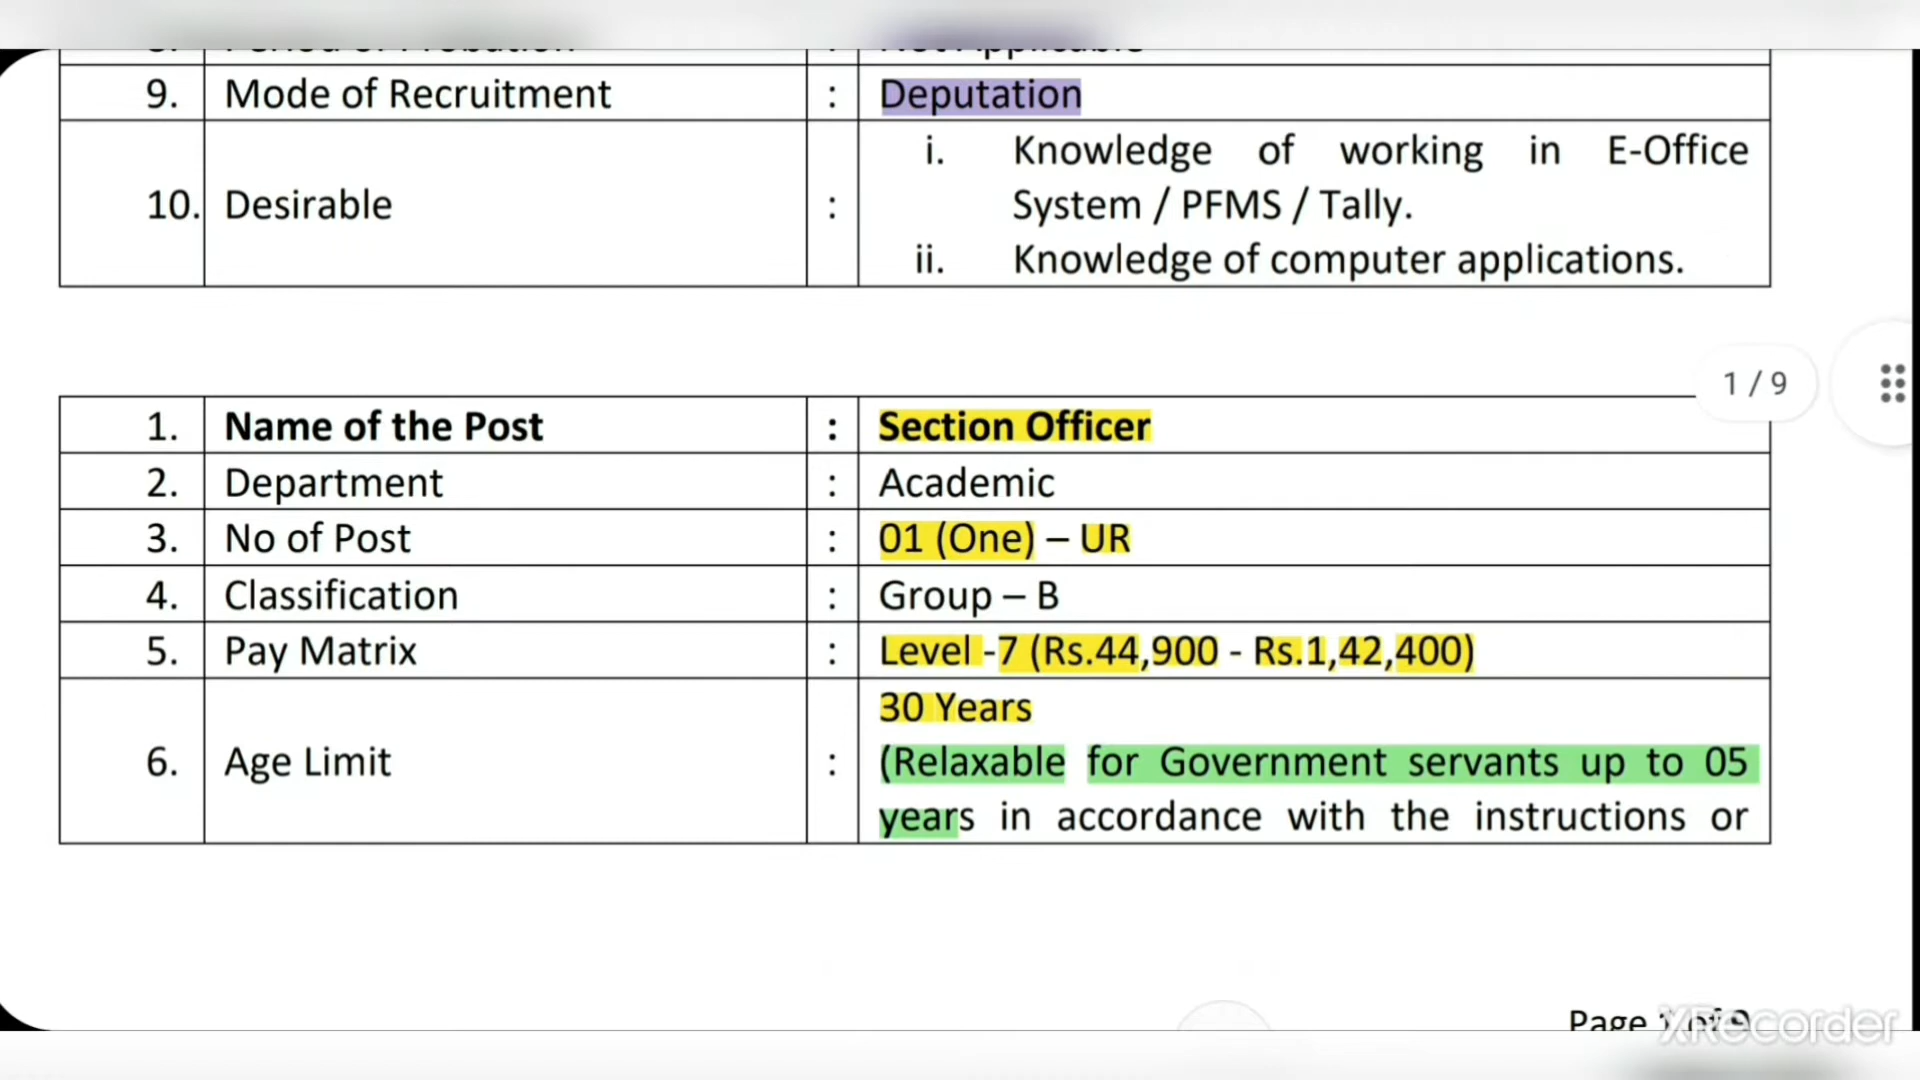 9. Mode of Recruitment : Deputation
10. Desirable : i. Knowledge of working in E-Office
System / PFMS / Tally.
ii. Knowledge of computer applications.
1 / 9
1. Name of the Post : Section Officer
2. Department : Academic
3. No of Post : 01 (One) – UR
4. Classification : Group – B
5. Pay Matrix : Level -7 (Rs.44,900 - Rs.1,42,400)
6. Age Limit : 30 Years
(Relaxable for Government servants up to 05
years in accordance with the instructions or
Page 1 of 9
XRecorder